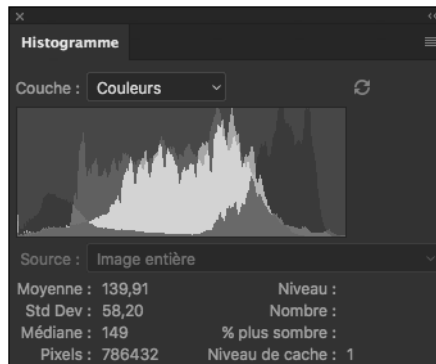 Histogramme
Couche : Couleurs
Source : Image entière
Moyenne : 139,91 Niveau :
Std Dev : 58,20 Nombre :
Médiane : 149 % plus sombre :
Pixels : 786432 Niveau de cache : 1